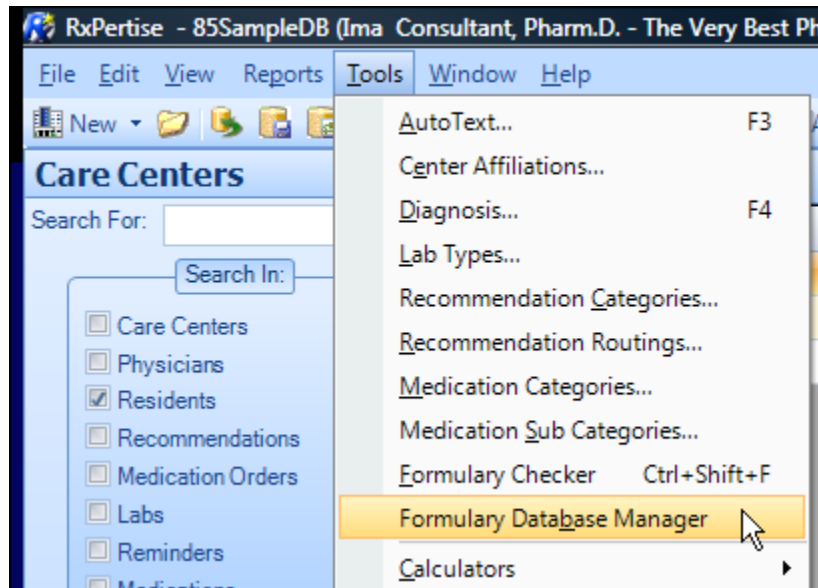 RxPertise - 85SampleDB (Ima Consultant, Pharm.D. - The Very Best Ph
File Edit View Reports Tools Window Help
New
Care Centers
Search For:
Search In:
Care Centers
Physicians
Residents
Recommendations
Medication Orders
Labs
Reminders
Medications
AutoText... F3
Center Affiliations...
Diagnosis... F4
Lab Types...
Recommendation Categories...
Recommendation Routings...
Medication Categories...
Medication Sub Categories...
Formulary Checker Ctrl+Shift+F
Formulary Database Manager
Calculators